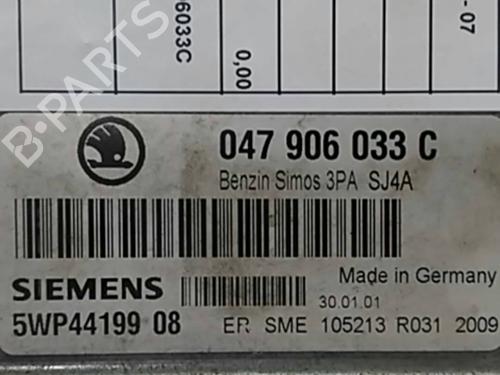 6033C
0,00
- 07
B-PARTS
047 906 033 C
Benzin Simos 3PA SJ4A
Made in Germany
SIEMENS
30.01.01
5WP44199 08
ER SME 105213 R031 2009